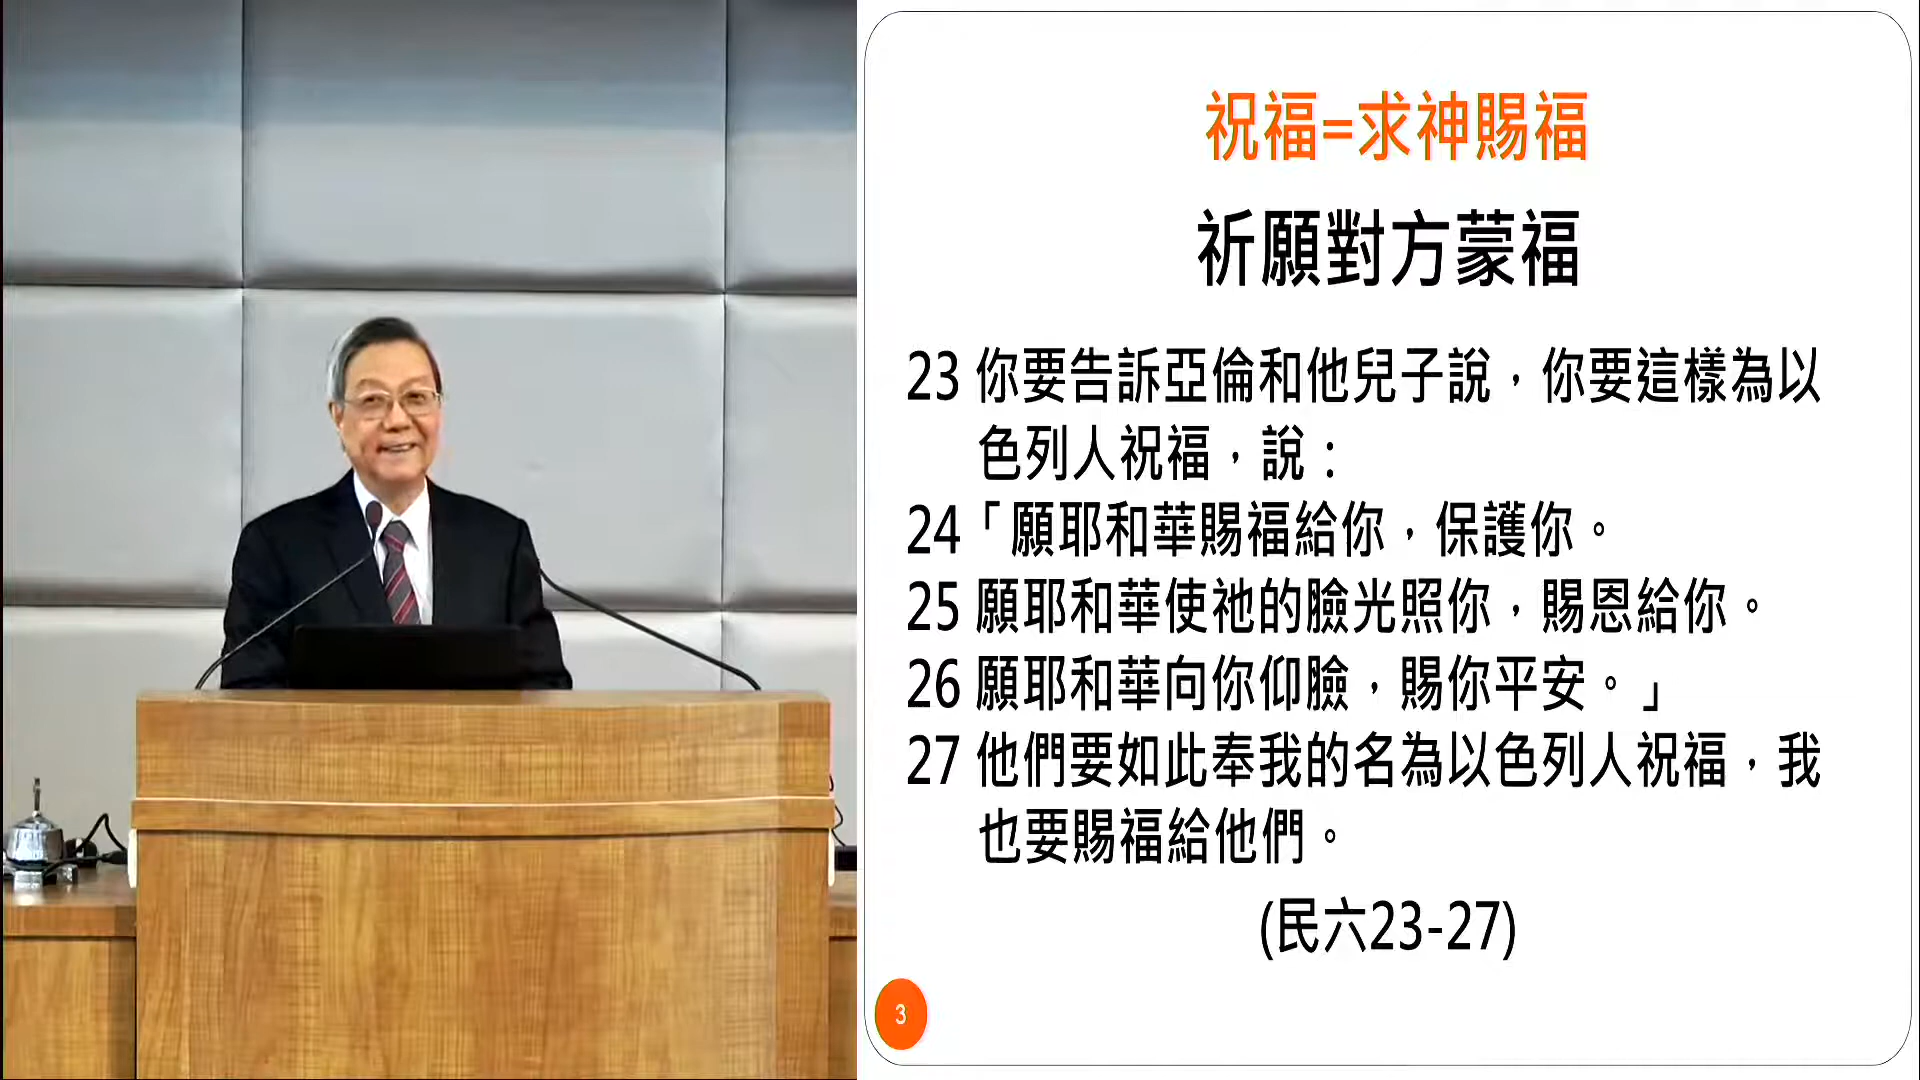 祝福=求神賜福
祈願對方蒙福
23 你要告訴亞倫和他兒子說，你要這樣為以
色列人祝福，說：
24「願耶和華賜福給你，保護你。
25 願耶和華使祂的臉光照你，賜恩給你。
26 願耶和華向你仰臉，賜你平安。」
27 他們要如此奉我的名為以色列人祝福，我
也要賜福給他們。
(民六23-27)
3